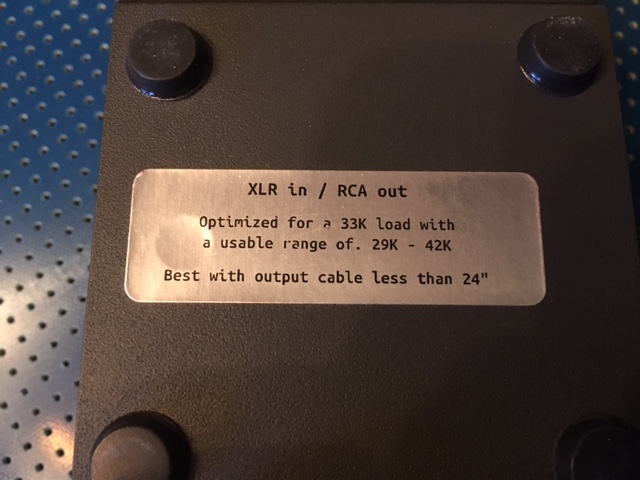 XLR in / RCA out
Optimized for a 33K load with
a usable range of. 29K - 42K
Best with output cable less than 24"